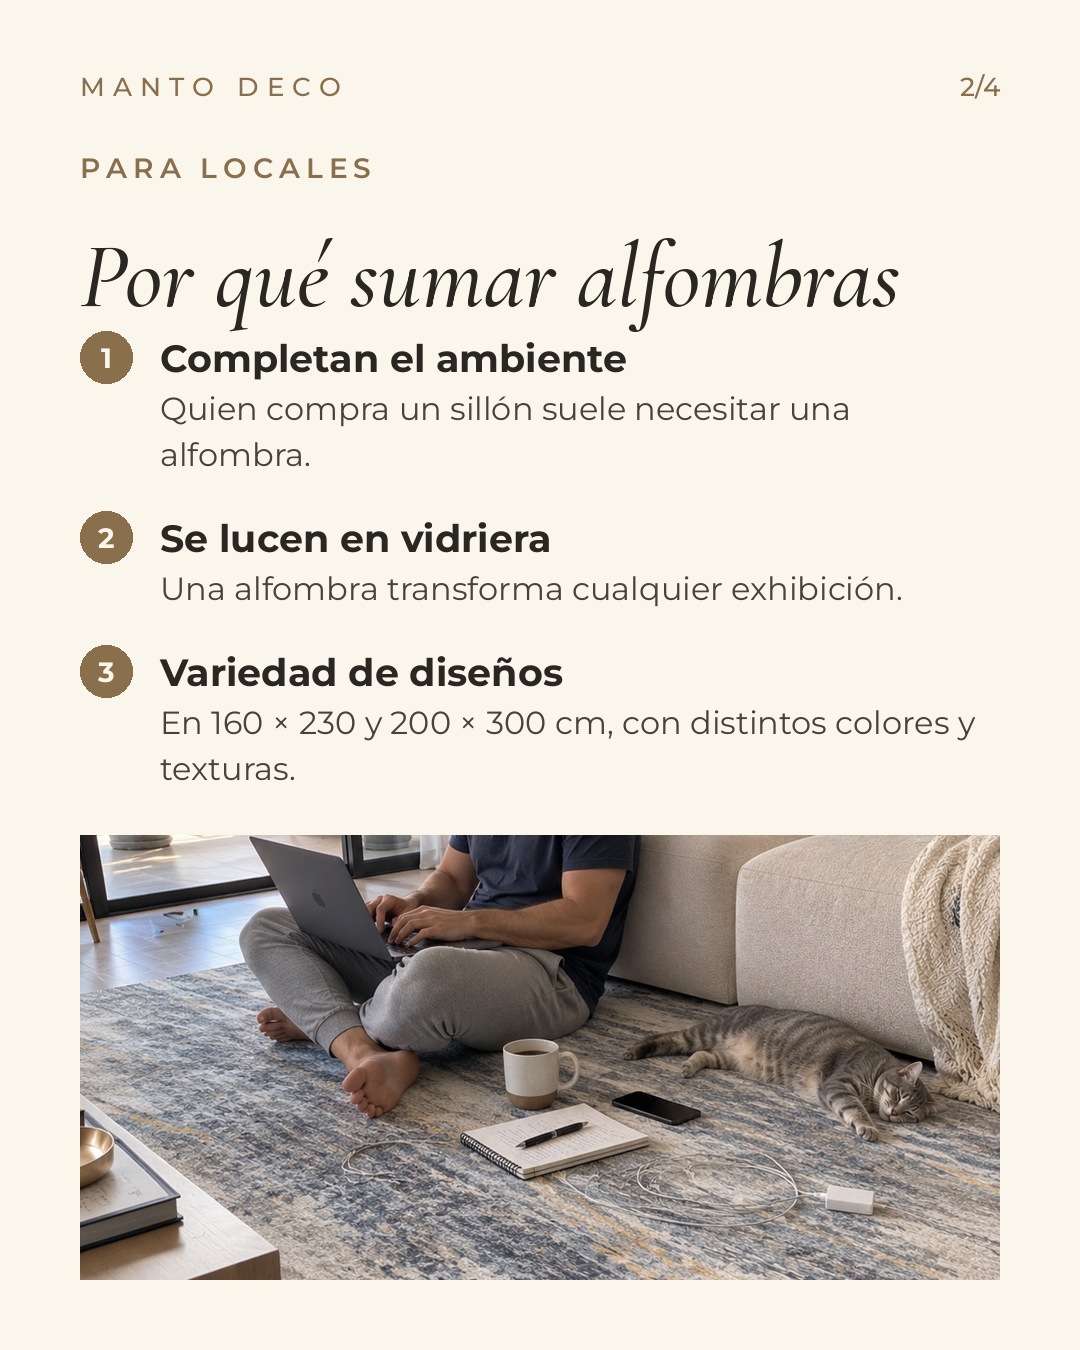 MANTO DECO
2/4
PARA LOCALES
Por qué sumar alfombras
1 Completan el ambiente
Quien compra un sillón suele necesitar una
alfombra.
2 Se lucen en vidriera
Una alfombra transforma cualquier exhibición.
3 Variedad de diseños
En 160 × 230 y 200 × 300 cm, con distintos colores y
texturas.